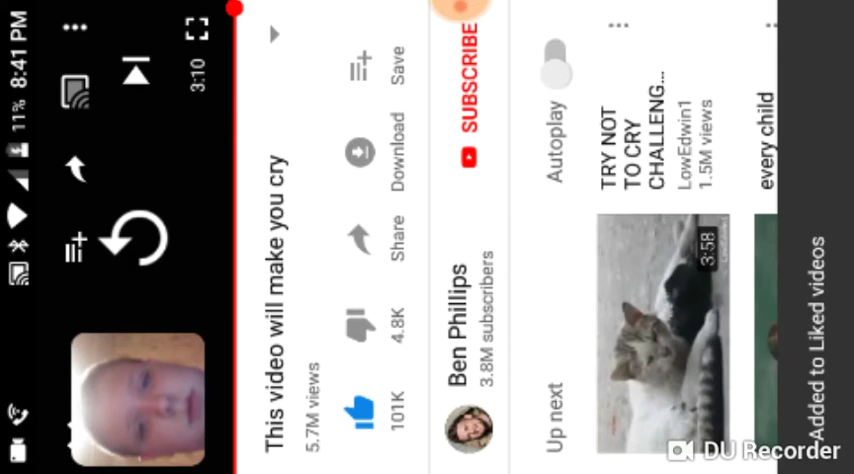 11% 8:41 PM
3:10
This video will make you cry
5.7M views
101K
4.8K
Share
Download
Save
Ben Phillips
3.8M subscribers
SUBSCRIBE
Up next
Autoplay
3:58
TRY NOT
TO CRY
CHALLENG...
LowEdwin1
1.5M views
every child
Added to Liked videos
DU Recorder